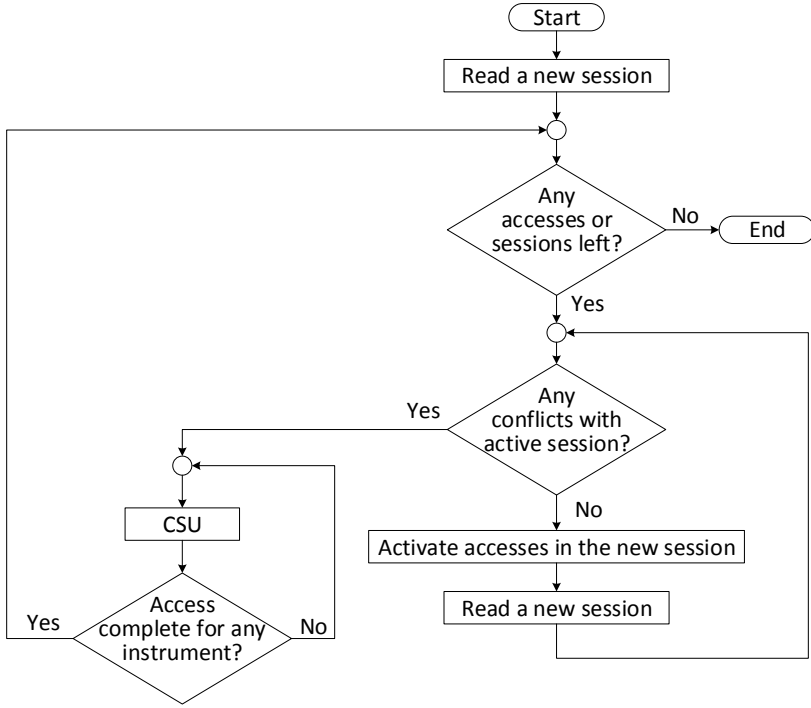 Start
Read a new session
Any
accesses or
sessions left?
No
End
Yes
Any
conflicts with
active session?
Yes
No
CSU
Activate accesses in the new session
Access
complete for any
instrument?
Yes
No
Read a new session